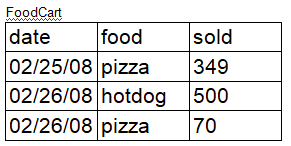 FoodCart
date food sold
02/25/08 pizza 349
02/26/08 hotdog 500
02/26/08 pizza 70